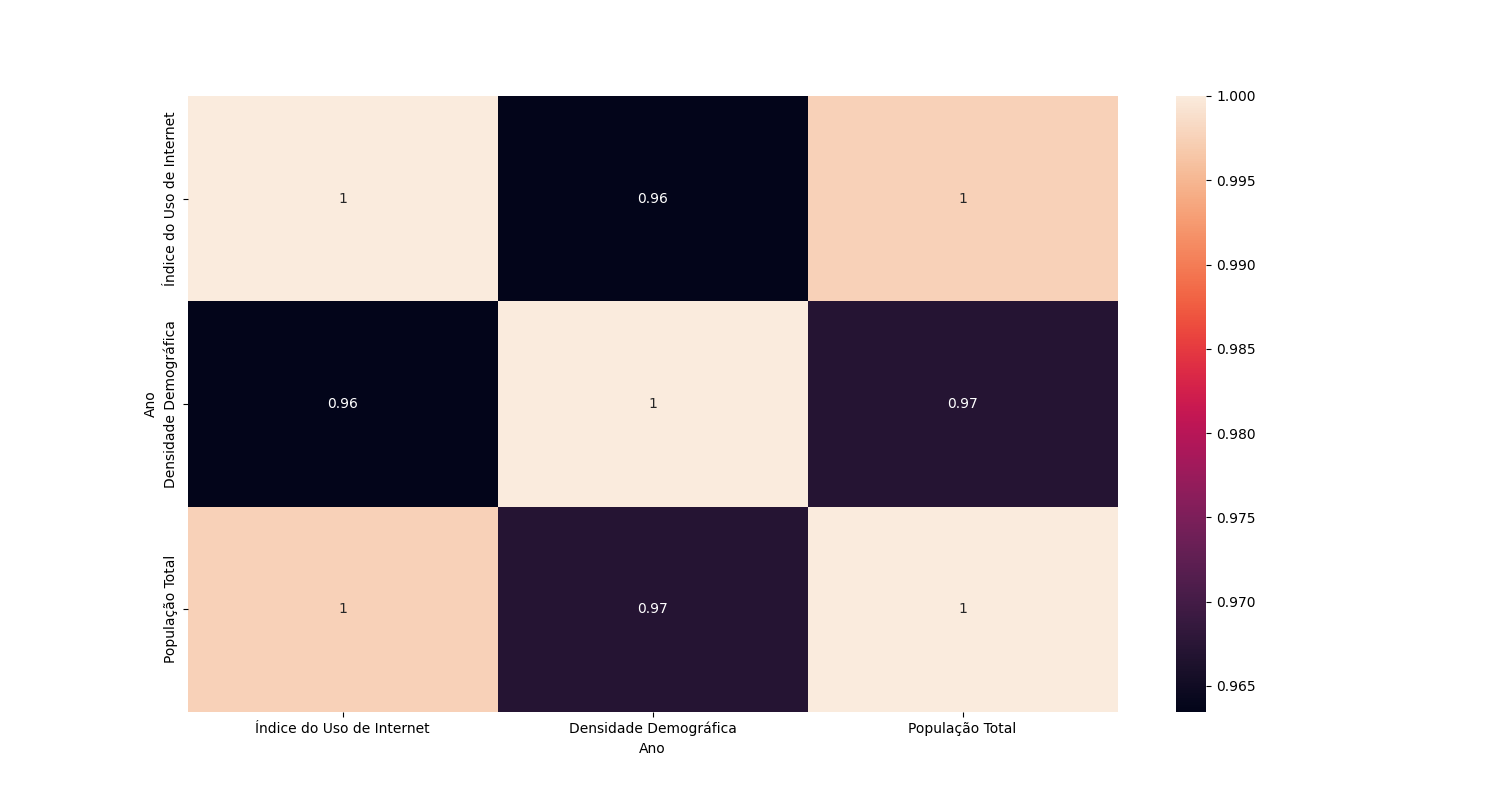 Ano
Índice do Uso de Internet
Densidade Demográfica
População Total
1 0.96 1
0.96 1 0.97
1 0.97 1
Índice do Uso de Internet Densidade Demográfica População Total
Ano
1.000
0.995
0.990
0.985
0.980
0.975
0.970
0.965